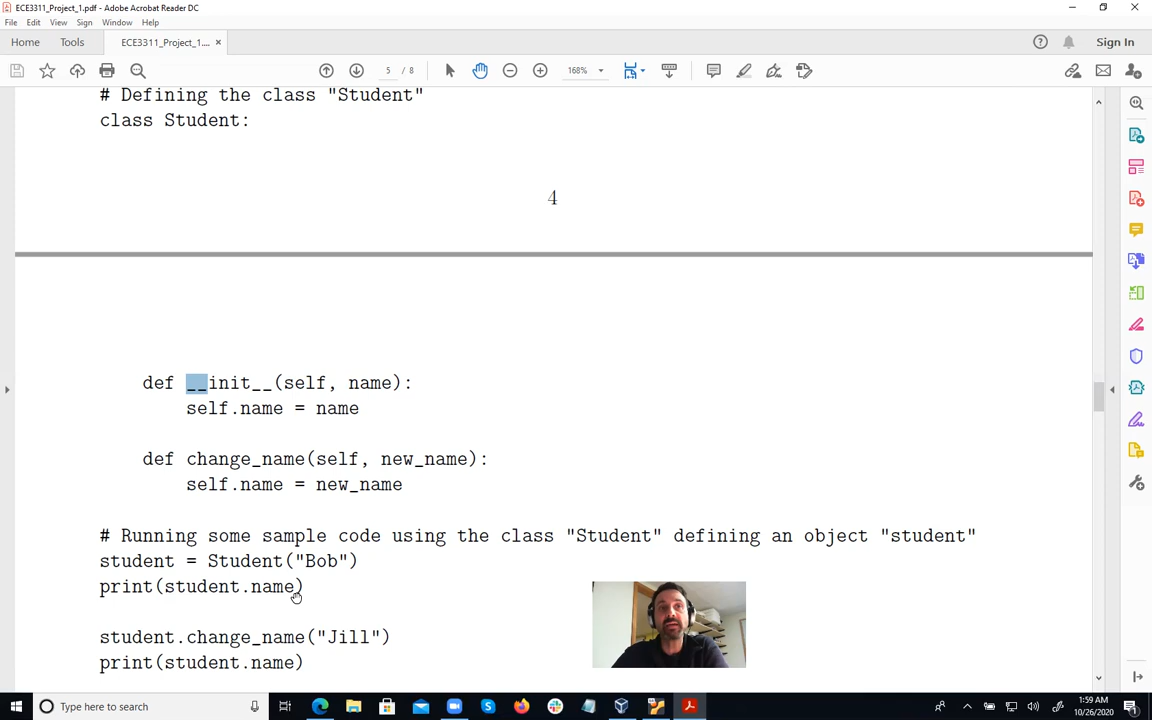 ECE3311_Project_1.pdf - Adobe Acrobat Reader DC
File Edit View Sign Window Help
Home Tools ECE3311_Project_1.... × Sign In
5 / 8 168%
# Defining the class "Student"
class Student:
4
def __init__(self, name):
self.name = name
def change_name(self, new_name):
self.name = new_name
# Running some sample code using the class "Student" defining an object "student"
student = Student("Bob")
print(student.name)
student.change_name("Jill")
print(student.name)
Type here to search
1:59 AM
10/26/2020